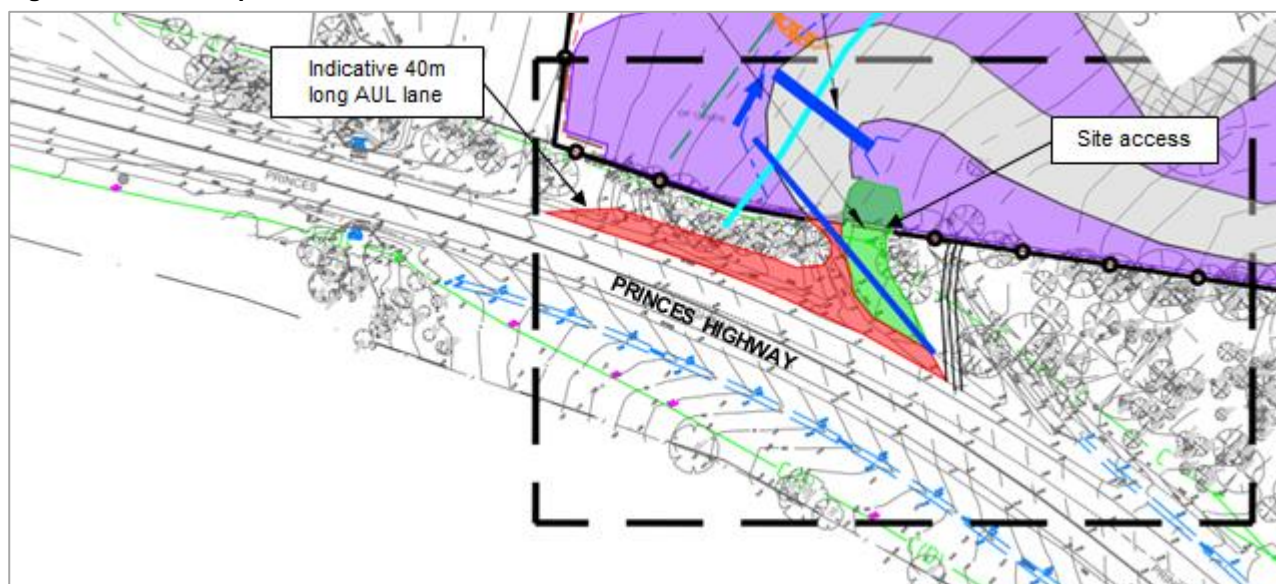 Indicative 40m
long AUL lane
Site access
PRINCES
PRINCES HIGHWAY